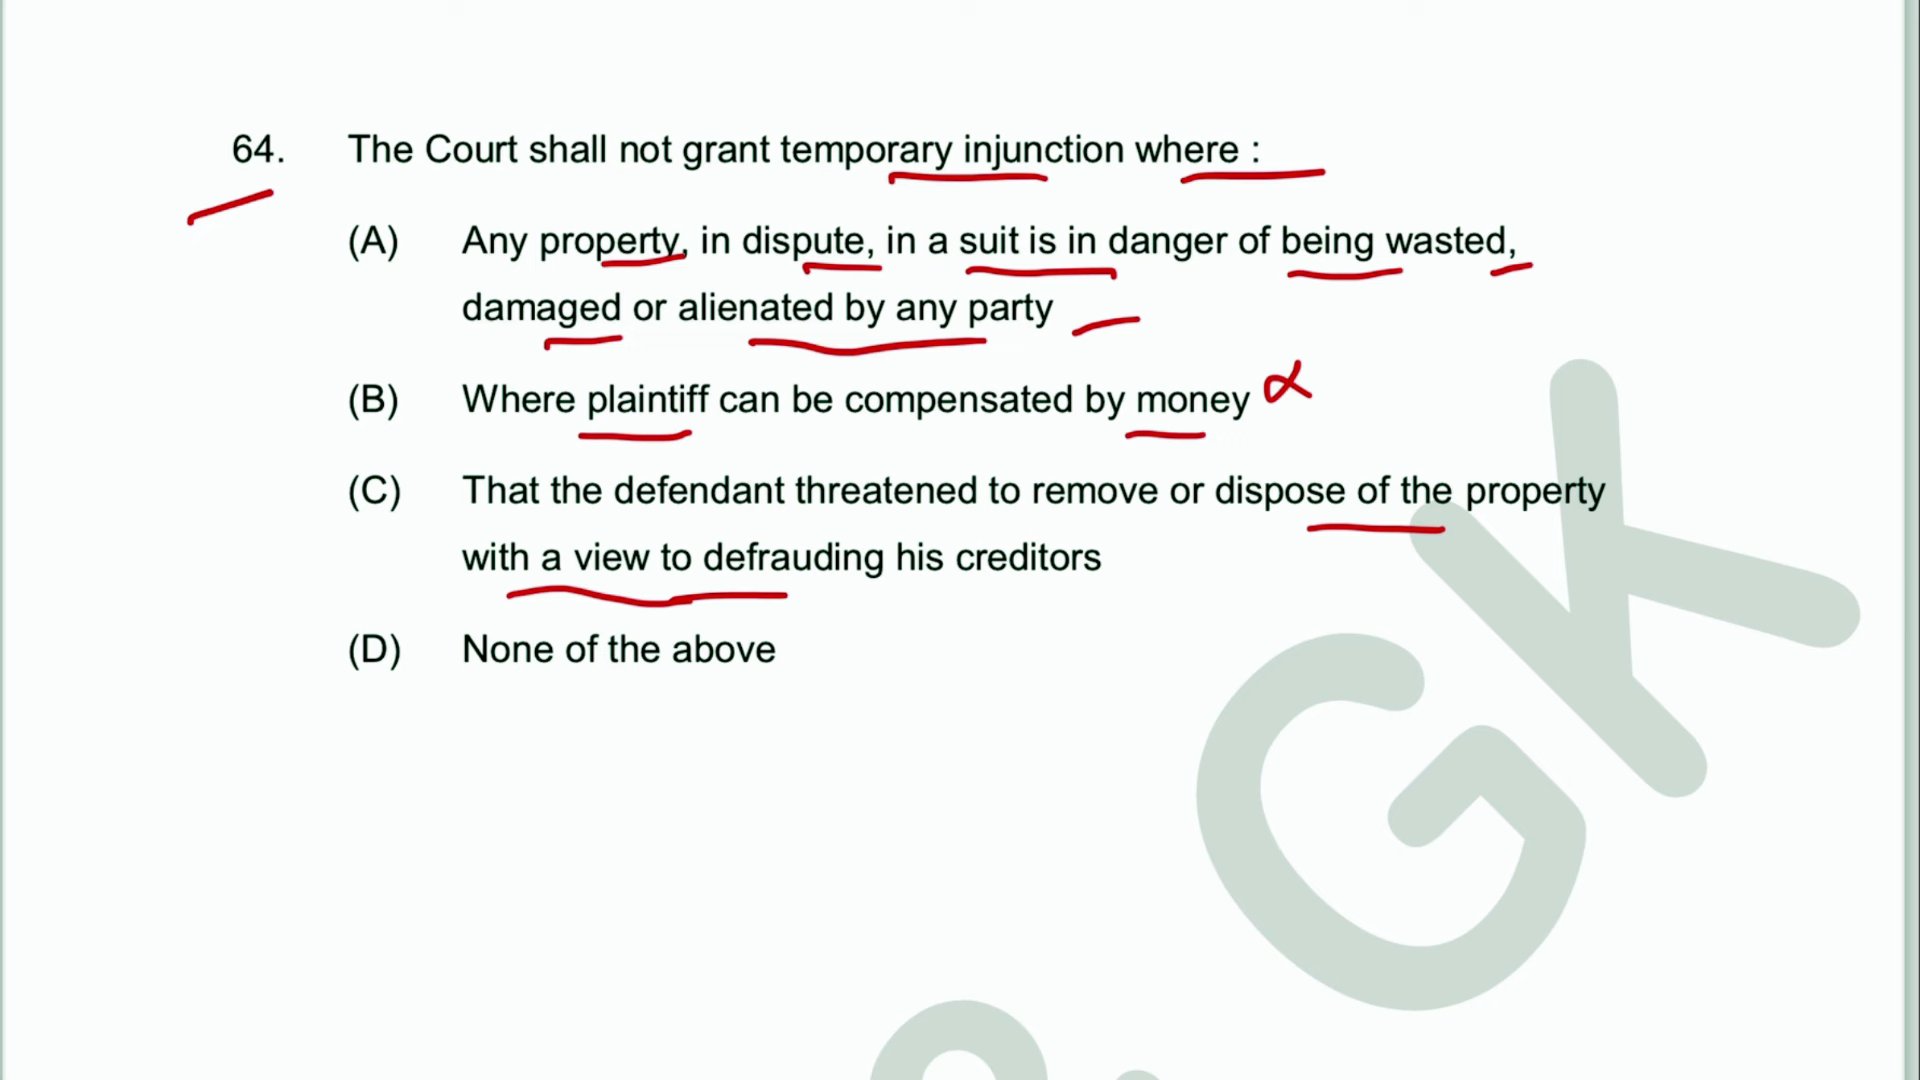 64. The Court shall not grant temporary injunction where :
(A) Any property, in dispute, in a suit is in danger of being wasted,
damaged or alienated by any party
(B) Where plaintiff can be compensated by money
(C) That the defendant threatened to remove or dispose of the property
with a view to defrauding his creditors
(D) None of the above
GK